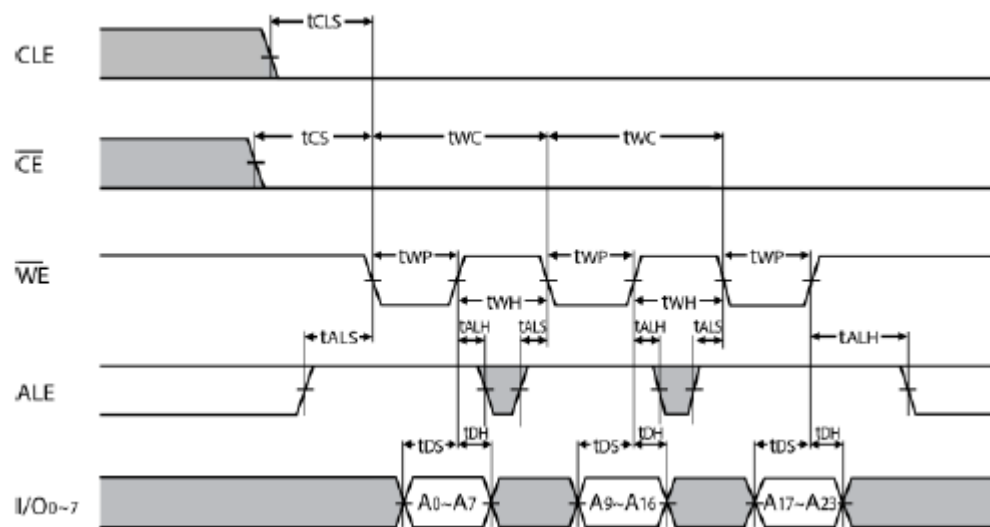 tCLS
CLE
tCS tWC tWC
CE
tWP tWP tWP
WE
tWH tWH
tALS tALH tALS tALH tALS tALH
ALE
tDS tDH tDS tDH tDS tDH
I/O0~7 A0~A7 A9~A16 A17~A23